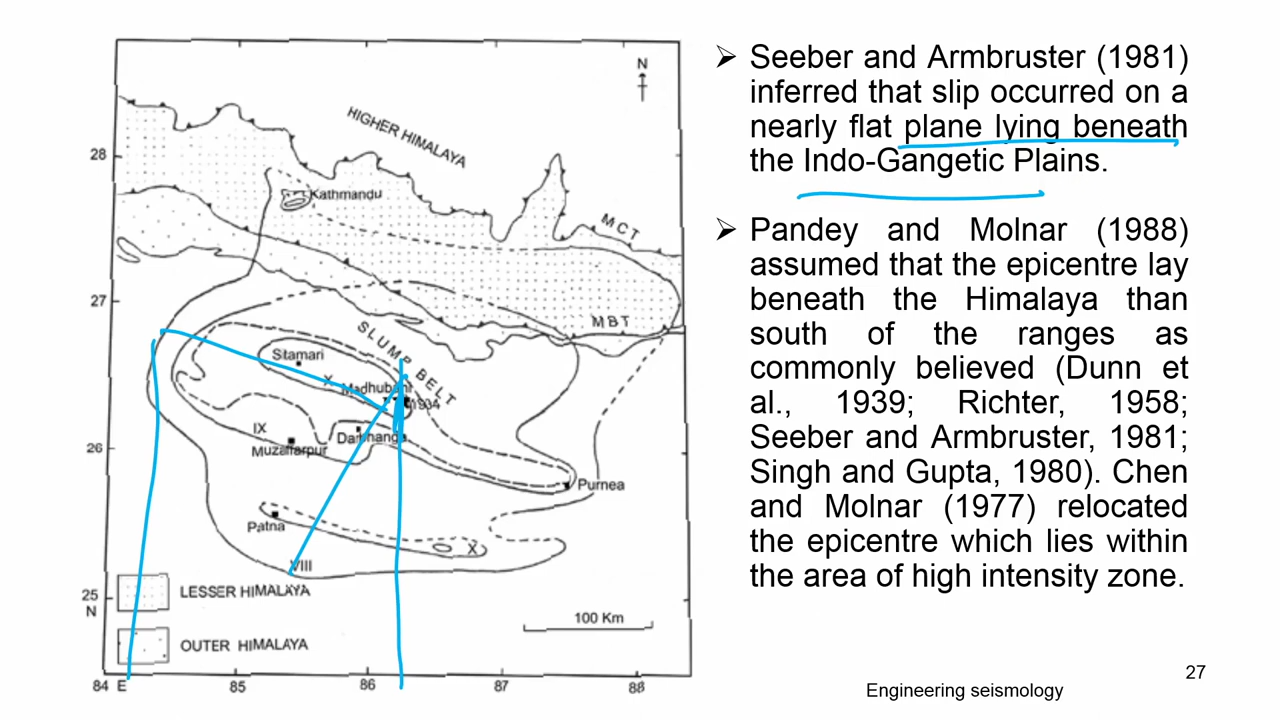 N
HIGHER HIMALAYA
28
Kathmandu
MCT
27
MBT
SLUMP BELT
Sitamari
X
Madhubani
1934
IX
Darbhanga
26
Muzaffarpur
Purnea
Patna
X
VIII
25
N
LESSER HIMALAYA
100 Km
OUTER HIMALAYA
84 E 85 86 87 88
➢ Seeber and Armbruster (1981)
inferred that slip occurred on a
nearly flat plane lying beneath
the Indo-Gangetic Plains.
➢ Pandey and Molnar (1988)
assumed that the epicentre lay
beneath the Himalaya than
south of the ranges as
commonly believed (Dunn et
al., 1939; Richter, 1958;
Seeber and Armbruster, 1981;
Singh and Gupta, 1980). Chen
and Molnar (1977) relocated
the epicentre which lies within
the area of high intensity zone.
27
Engineering seismology